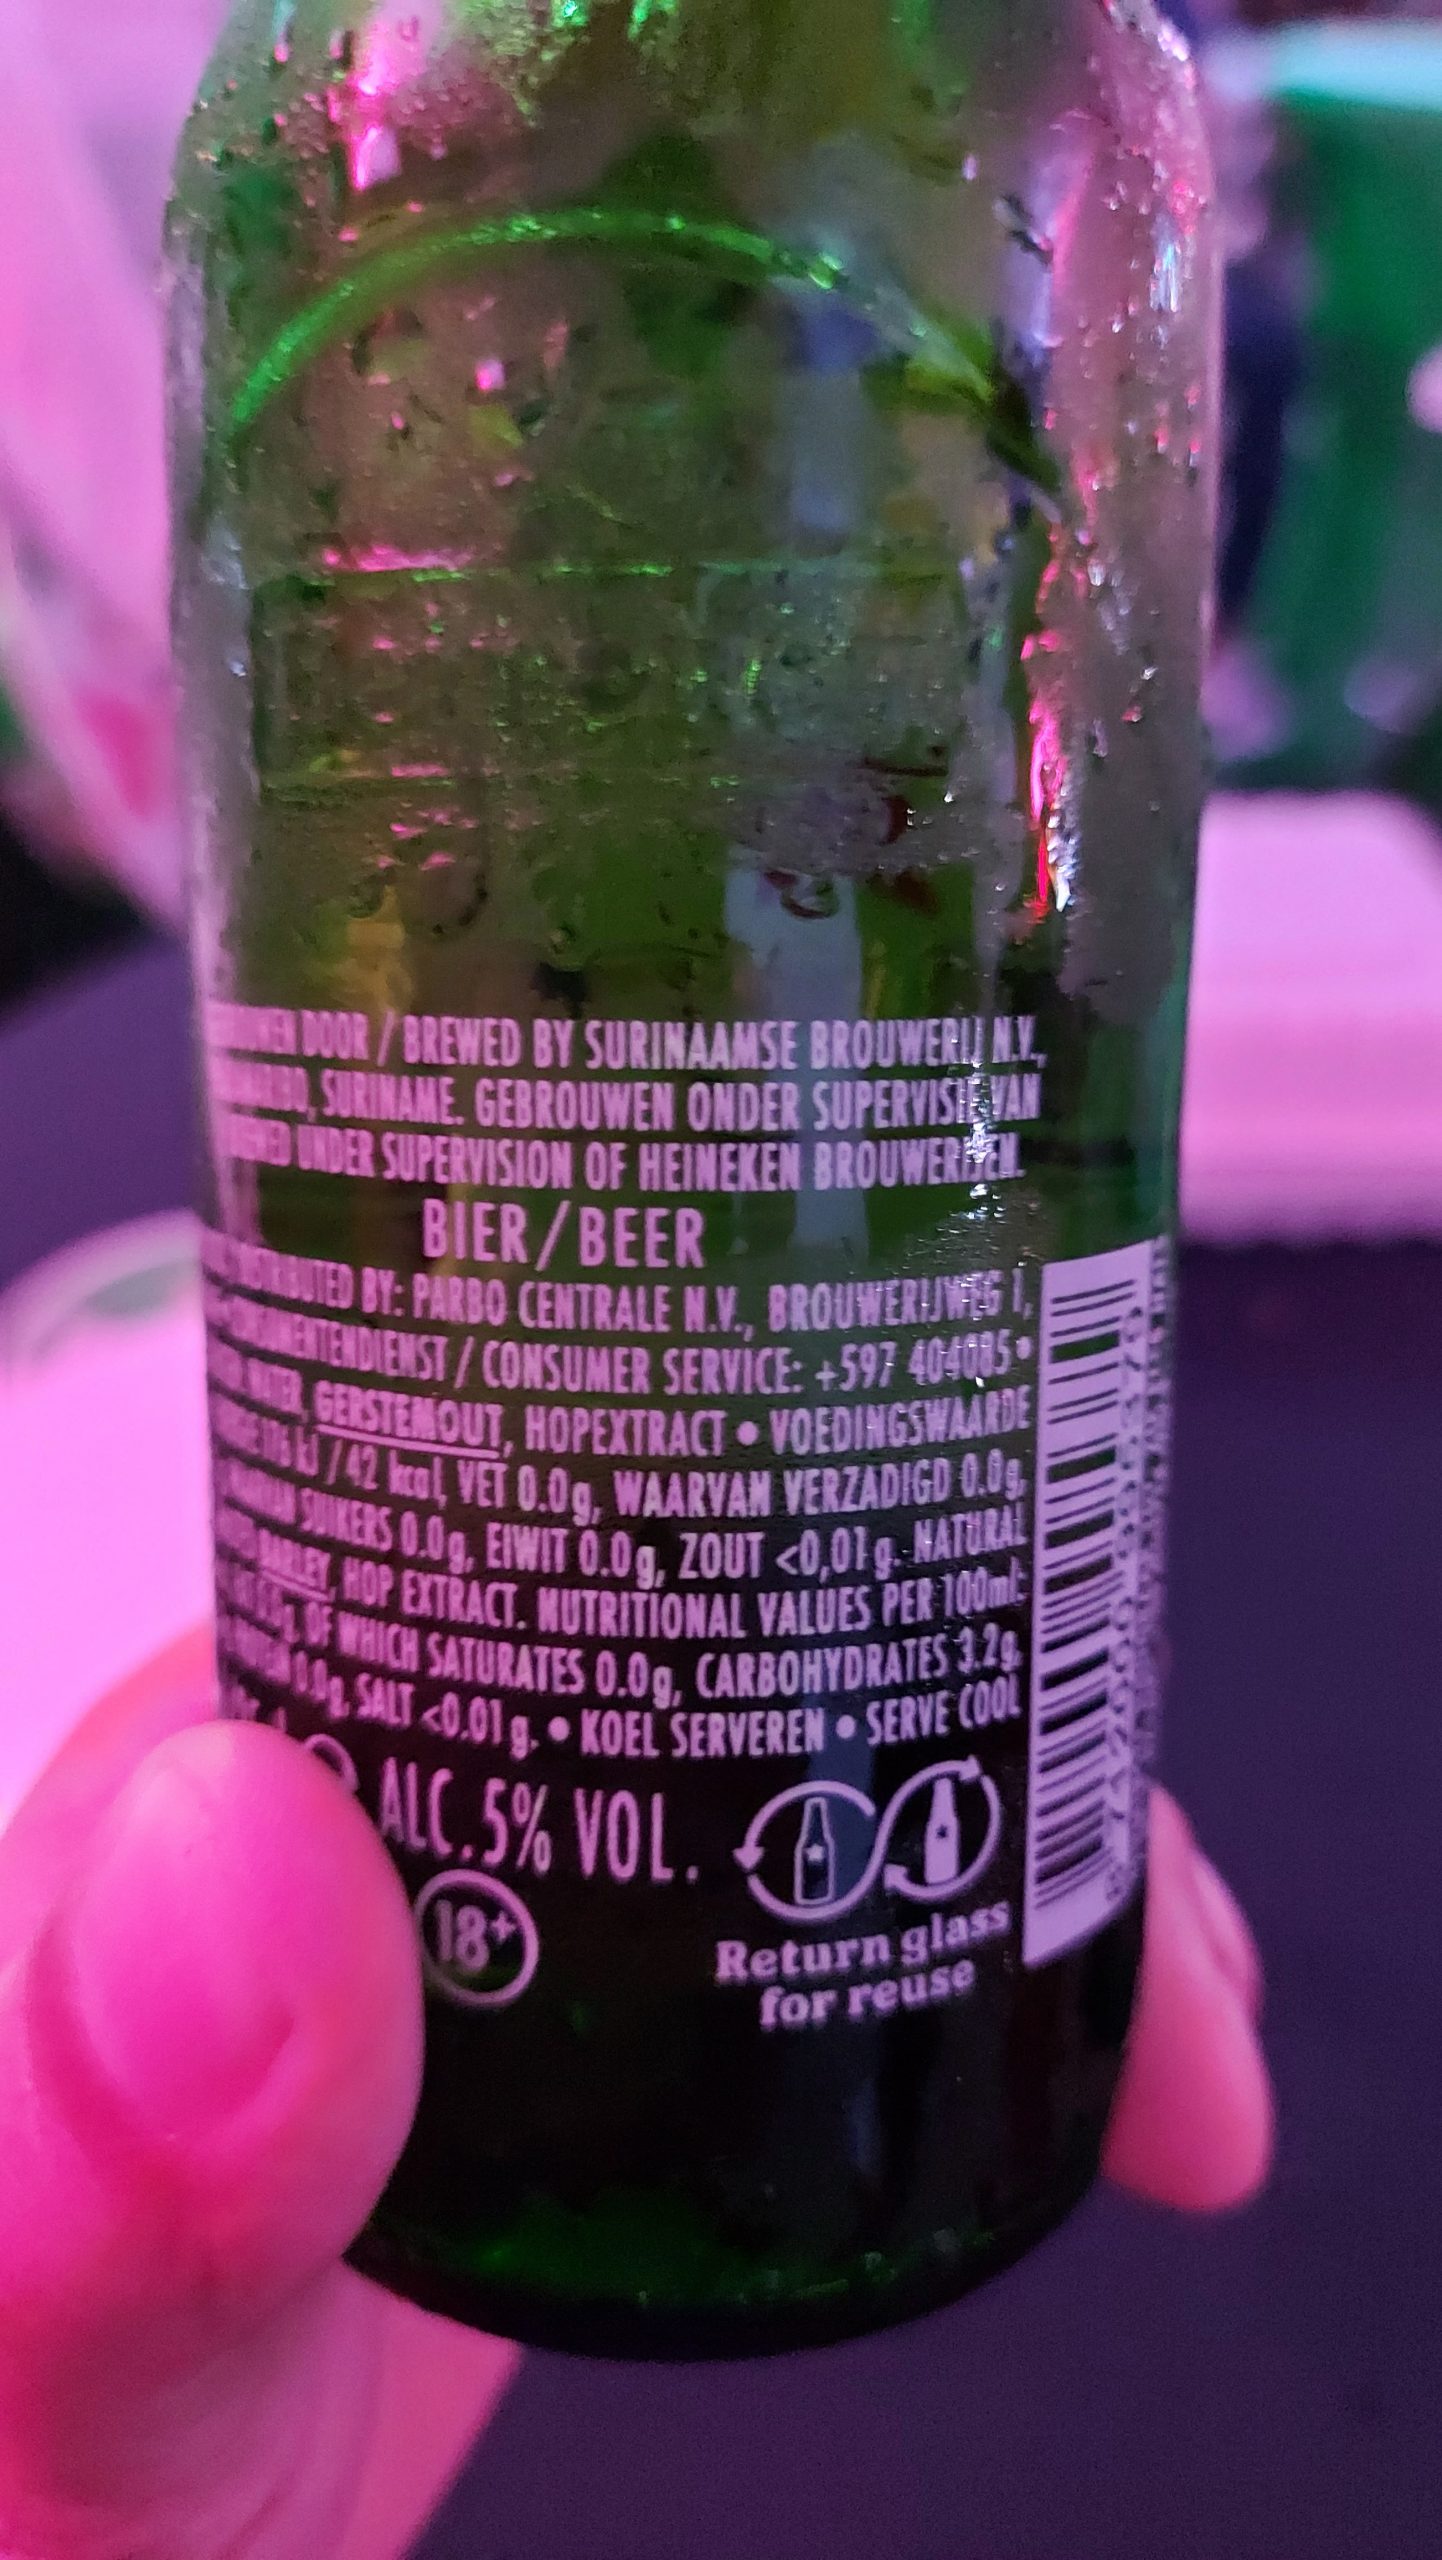 DOOR / BREWED BY SURINAAMSE BROUWERIJ N.V.,
SURINAME. GEBROUWEN ONDER SUPERVISIE VAN
UNDER SUPERVISION OF HEINEKEN BROUWERIJEN.
BIER / BEER
BY: PARBO CENTRALE N.V., BROUWERIJWEG 1,
/ CONSUMER SERVICE: +597 404085 •
WATER, GERSTEMOUT, HOPEXTRACT • VOEDINGSWAARDE
kJ / 42 kcal, VET 0.0g, WAARVAN VERZADIGD 0.0g,
SUIKERS 0.0g, EIWIT 0.0g, ZOUT <0,01g. NATURAL
BARLEY, HOP EXTRACT. NUTRITIONAL VALUES PER 100ml:
OF WHICH SATURATES 0.0g, CARBOHYDRATES 3.2g,
0.0g, SALT <0.01 g. • KOEL SERVEREN • SERVE COOL
ALC. 5% VOL.
18+
Return glass
for reuse